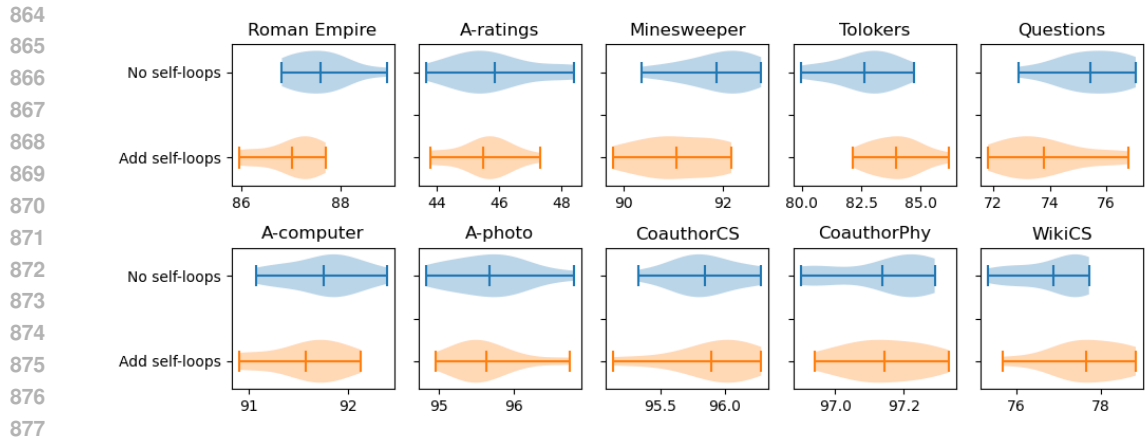 864
865
866
867
868
869
870
871
872
873
874
875
876
877
Roman Empire A-ratings Minesweeper Tolokers Questions
No self-loops
Add self-loops
86 88 44 46 48 90 92 80.0 82.5 85.0 72 74 76
A-computer A-photo CoauthorCS CoauthorPhy WikiCS
No self-loops
Add self-loops
91 92 95 96 95.5 96.0 97.0 97.2 76 78